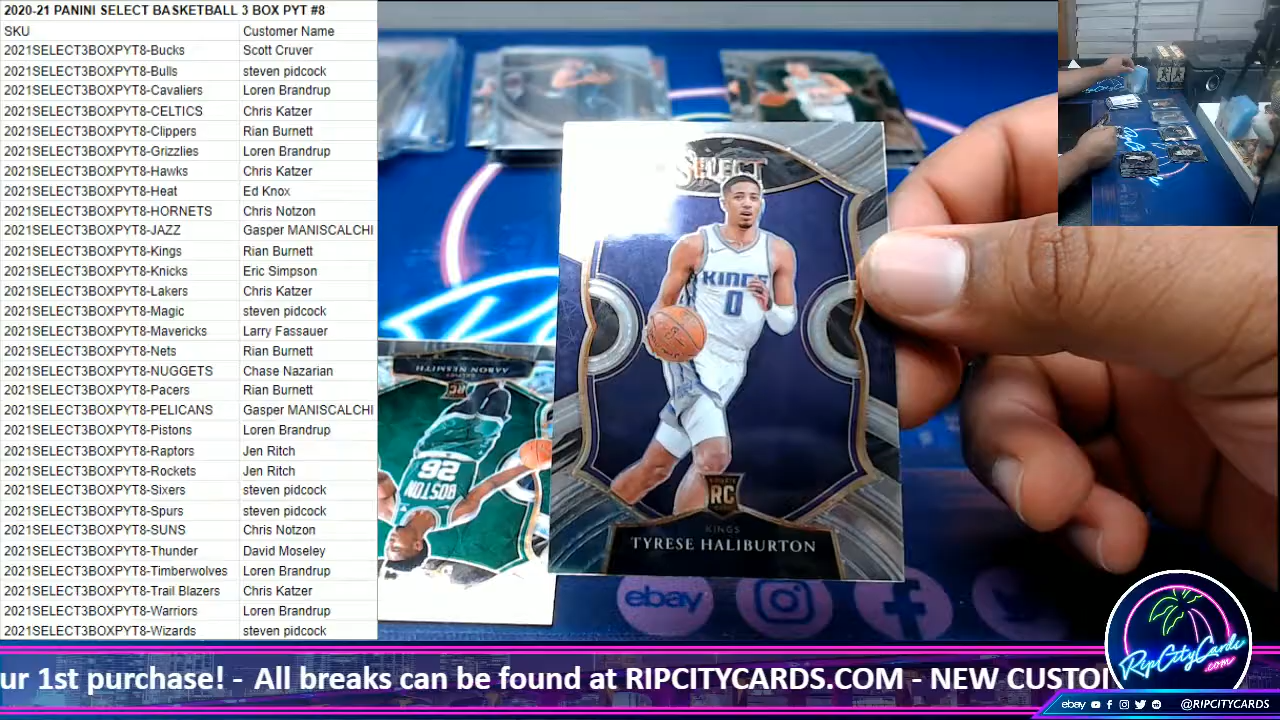 2020-21 PANINI SELECT BASKETBALL 3 BOX PYT #8
SKU Customer Name
2021SELECT3BOXPYT8-Bucks Scott Cruver
2021SELECT3BOXPYT8-Bulls steven pidcock
2021SELECT3BOXPYT8-Cavaliers Loren Brandrup
2021SELECT3BOXPYT8-CELTICS Chris Katzer
2021SELECT3BOXPYT8-Clippers Rian Burnett
2021SELECT3BOXPYT8-Grizzlies Loren Brandrup
2021SELECT3BOXPYT8-Hawks Chris Katzer
2021SELECT3BOXPYT8-Heat Ed Knox
2021SELECT3BOXPYT8-HORNETS Chris Notzon
2021SELECT3BOXPYT8-JAZZ Gasper MANISCALCHI
2021SELECT3BOXPYT8-Kings Rian Burnett
2021SELECT3BOXPYT8-Knicks Eric Simpson
2021SELECT3BOXPYT8-Lakers Chris Katzer
2021SELECT3BOXPYT8-Magic steven pidcock
2021SELECT3BOXPYT8-Mavericks Larry Fassauer
2021SELECT3BOXPYT8-Nets Rian Burnett
2021SELECT3BOXPYT8-NUGGETS Chase Nazarian
2021SELECT3BOXPYT8-Pacers Rian Burnett
2021SELECT3BOXPYT8-PELICANS Gasper MANISCALCHI
2021SELECT3BOXPYT8-Pistons Loren Brandrup
2021SELECT3BOXPYT8-Raptors Jen Ritch
2021SELECT3BOXPYT8-Rockets Jen Ritch
2021SELECT3BOXPYT8-Sixers steven pidcock
2021SELECT3BOXPYT8-Spurs steven pidcock
2021SELECT3BOXPYT8-SUNS Chris Notzon
2021SELECT3BOXPYT8-Thunder David Moseley
2021SELECT3BOXPYT8-Timberwolves Loren Brandrup
2021SELECT3BOXPYT8-Trail Blazers Chris Katzer
2021SELECT3BOXPYT8-Warriors Loren Brandrup
2021SELECT3BOXPYT8-Wizards steven pidcock
SELECT
KINGS
0
RC
KINGS
TYRESE HALIBURTON
AARON NESMITH
RC
BOSTON
26
ebay
ur 1st purchase! - All breaks can be found at RIPCITYCARDS.COM - NEW CUSTO
RipCityCards
.com
ebay @RIPCITYCARDS